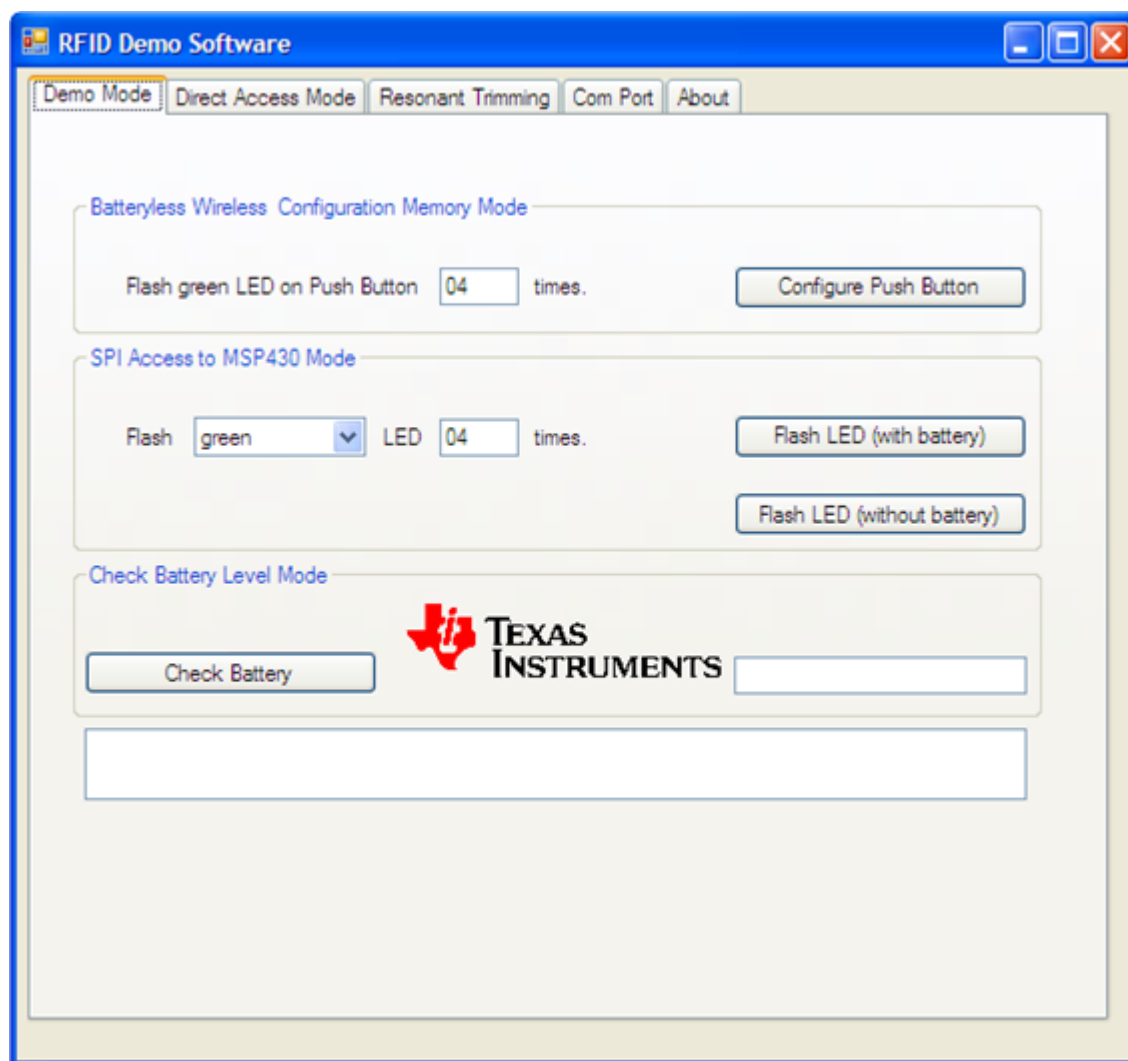 RFID Demo Software
Demo Mode Direct Access Mode Resonant Trimming Com Port About
Batteryless Wireless Configuration Memory Mode
Flash green LED on Push Button 04 times. Configure Push Button
SPI Access to MSP430 Mode
Flash green LED 04 times. Flash LED (with battery)
Flash LED (without battery)
Check Battery Level Mode
TEXAS
INSTRUMENTS
Check Battery